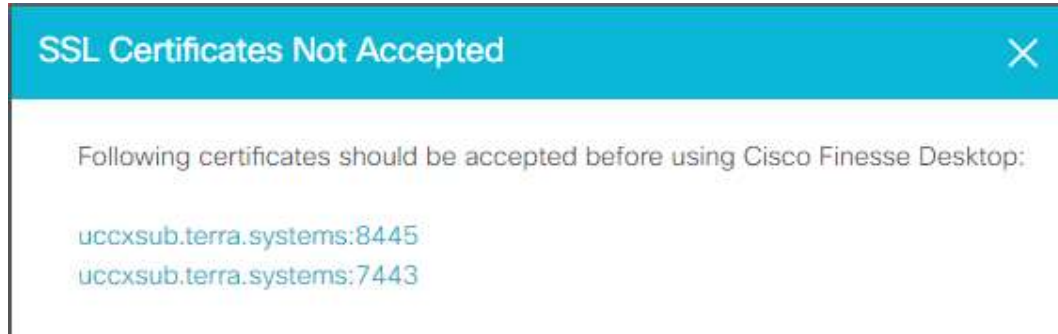 SSL Certificates Not Accepted
Following certificates should be accepted before using Cisco Finesse Desktop:
uccxsub.terra.systems:8445
uccxsub.terra.systems:7443